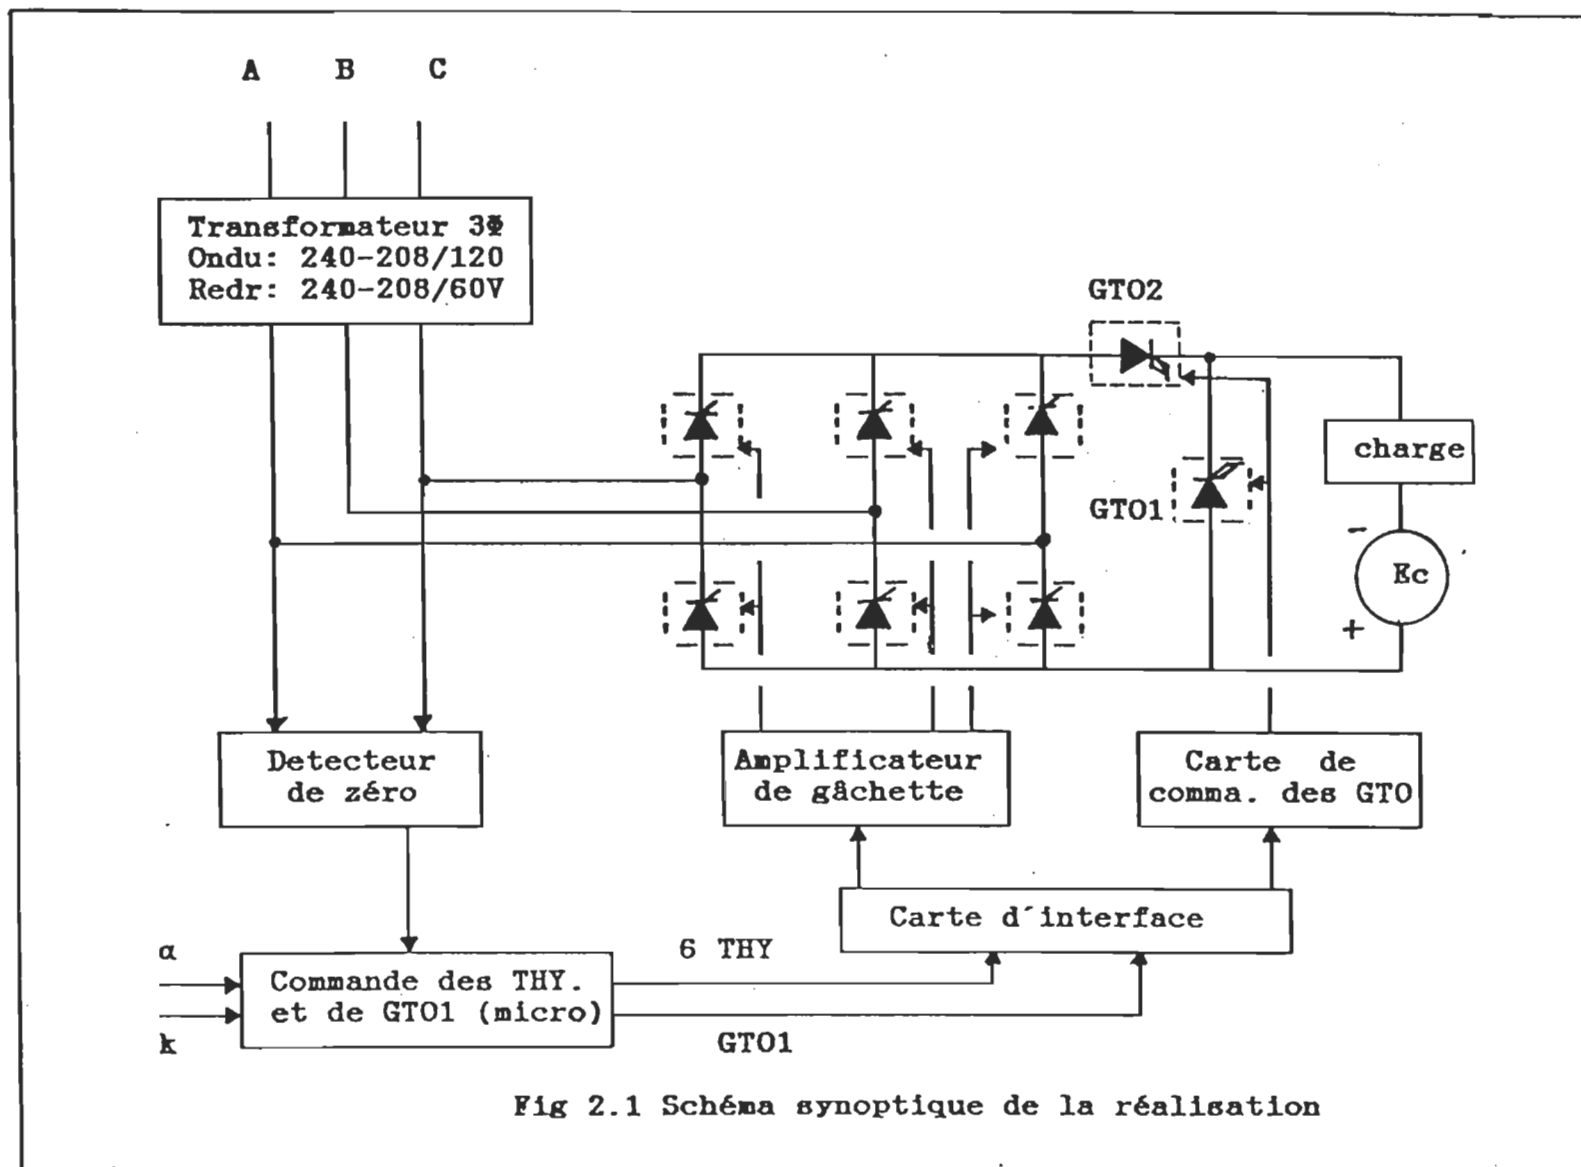 A B C
Transformateur 3Φ
Ondu: 240-208/120
Redr: 240-208/60V
GTO2
charge
GTO1
-
Ec
+
Detecteur
de zéro
Amplificateur
de gâchette
Carte de
comma. des GTO
Carte d'interface
α
6 THY
Commande des THY.
et de GTO1 (micro)
k
GTO1
Fig 2.1 Schéma synoptique de la réalisation